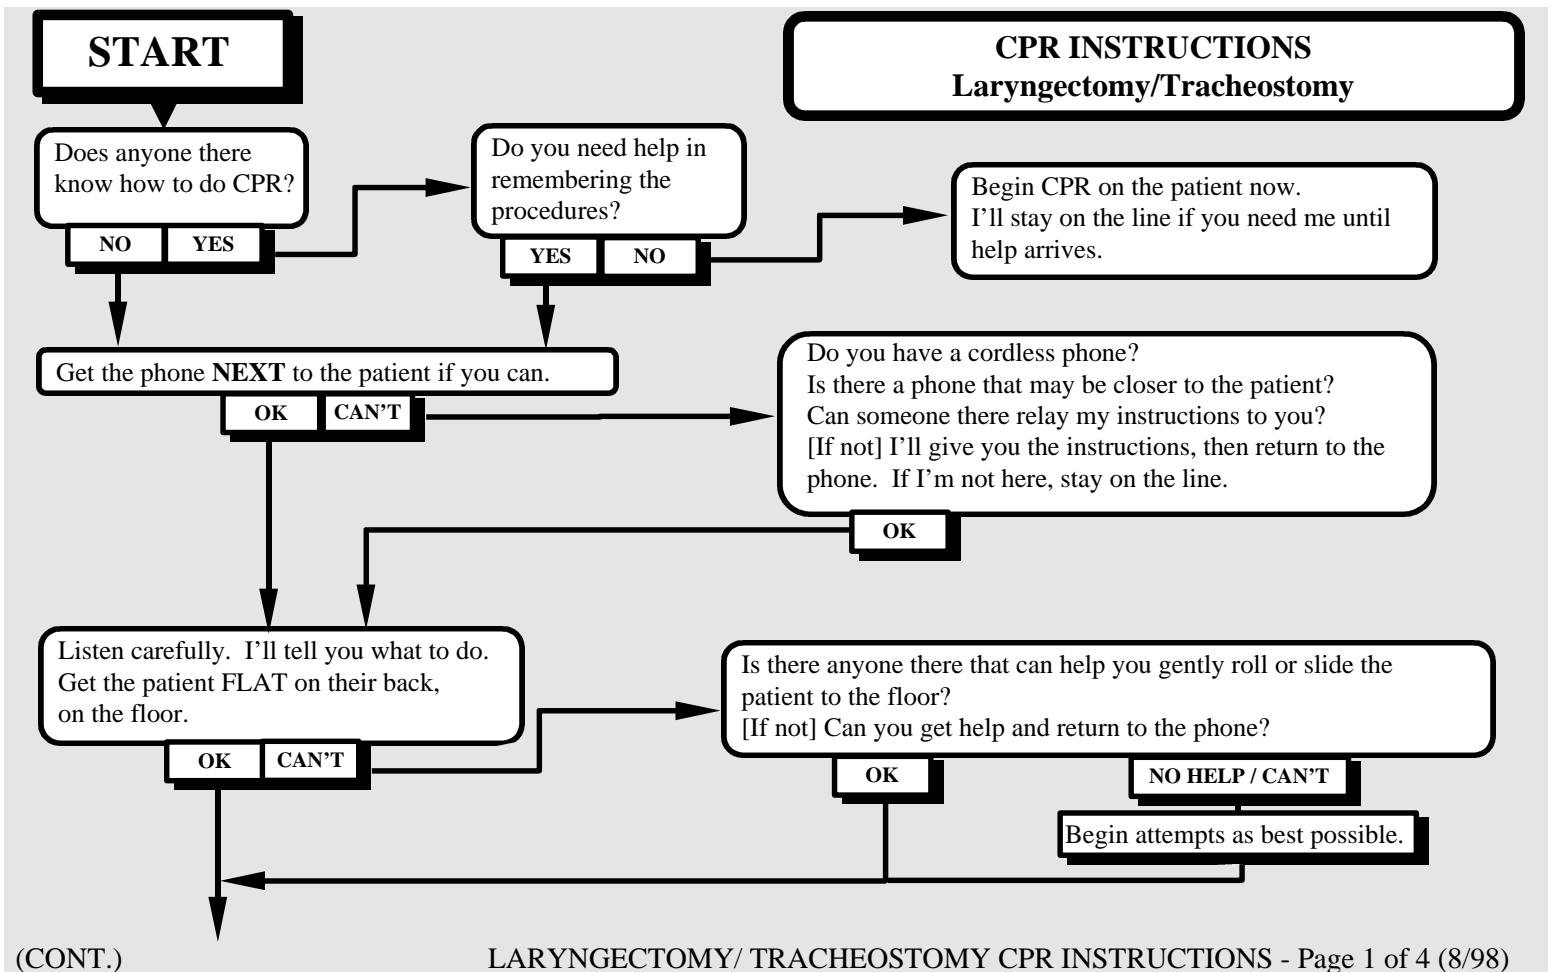 START
CPR INSTRUCTIONS
Laryngectomy/Tracheostomy
Does anyone there
know how to do CPR?
NO
YES
Do you need help in
remembering the
procedures?
YES
NO
Begin CPR on the patient now.
I'll stay on the line if you need me until
help arrives.
Get the phone NEXT to the patient if you can.
OK
CAN'T
Do you have a cordless phone?
Is there a phone that may be closer to the patient?
Can someone there relay my instructions to you?
[If not] I'll give you the instructions, then return to the
phone.  If I'm not here, stay on the line.
OK
Listen carefully.  I'll tell you what to do.
Get the patient FLAT on their back,
on the floor.
OK
CAN'T
Is there anyone there that can help you gently roll or slide the
patient to the floor?
[If not] Can you get help and return to the phone?
OK
NO HELP / CAN'T
Begin attempts as best possible.
(CONT.)
LARYNGECTOMY/ TRACHEOSTOMY CPR INSTRUCTIONS - Page 1 of 4 (8/98)